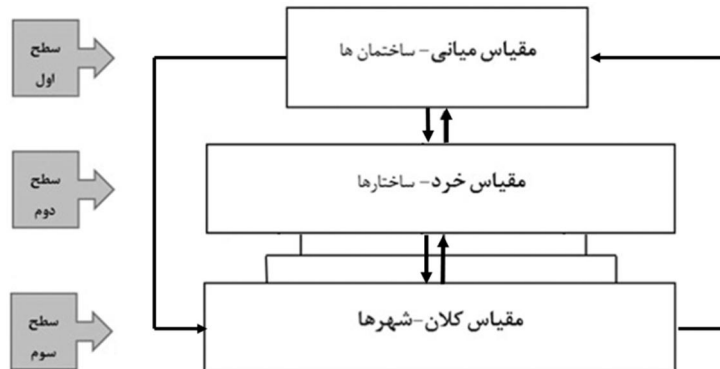 سطح
اول
مقیاس میانی- ساختمان ها
سطح
دوم
مقیاس خرد- ساختارها
سطح
سوم
مقیاس کلان-شهرها